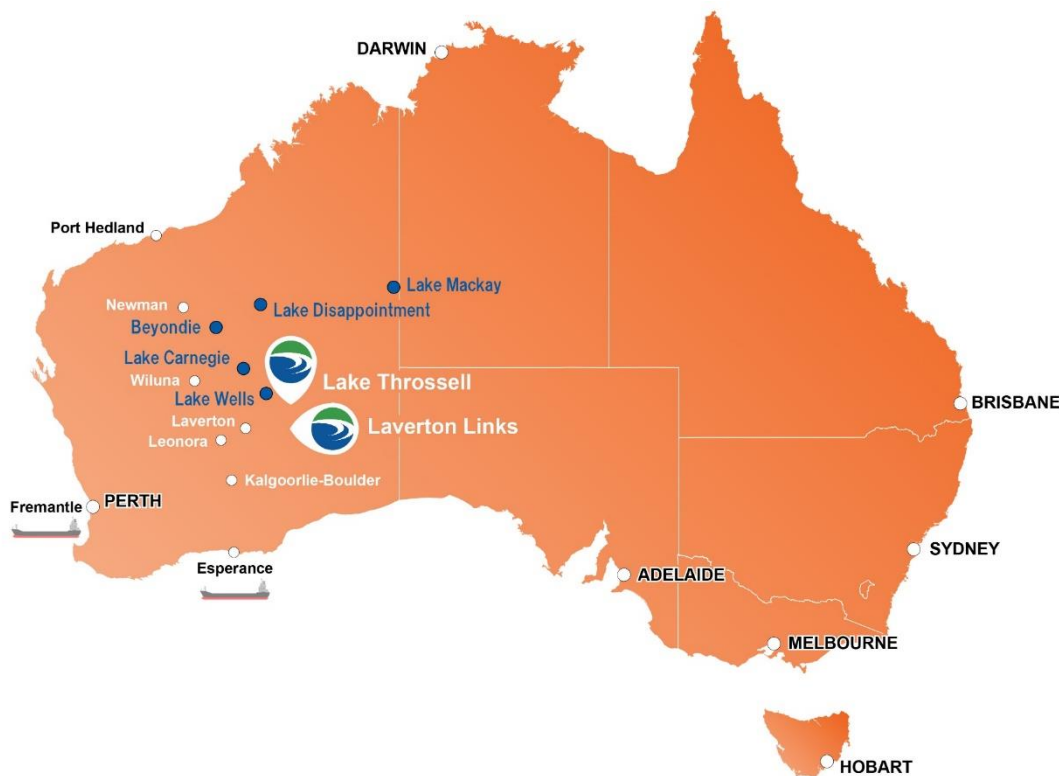 DARWIN
Port Hedland
Lake Mackay
Newman
Lake Disappointment
Beyondie
Lake Carnegie
Wiluna
Lake Throssell
Lake Wells
BRISBANE
Laverton
Laverton Links
Leonora
Kalgoorlie-Boulder
Fremantle
PERTH
SYDNEY
Esperance
ADELAIDE
MELBOURNE
HOBART